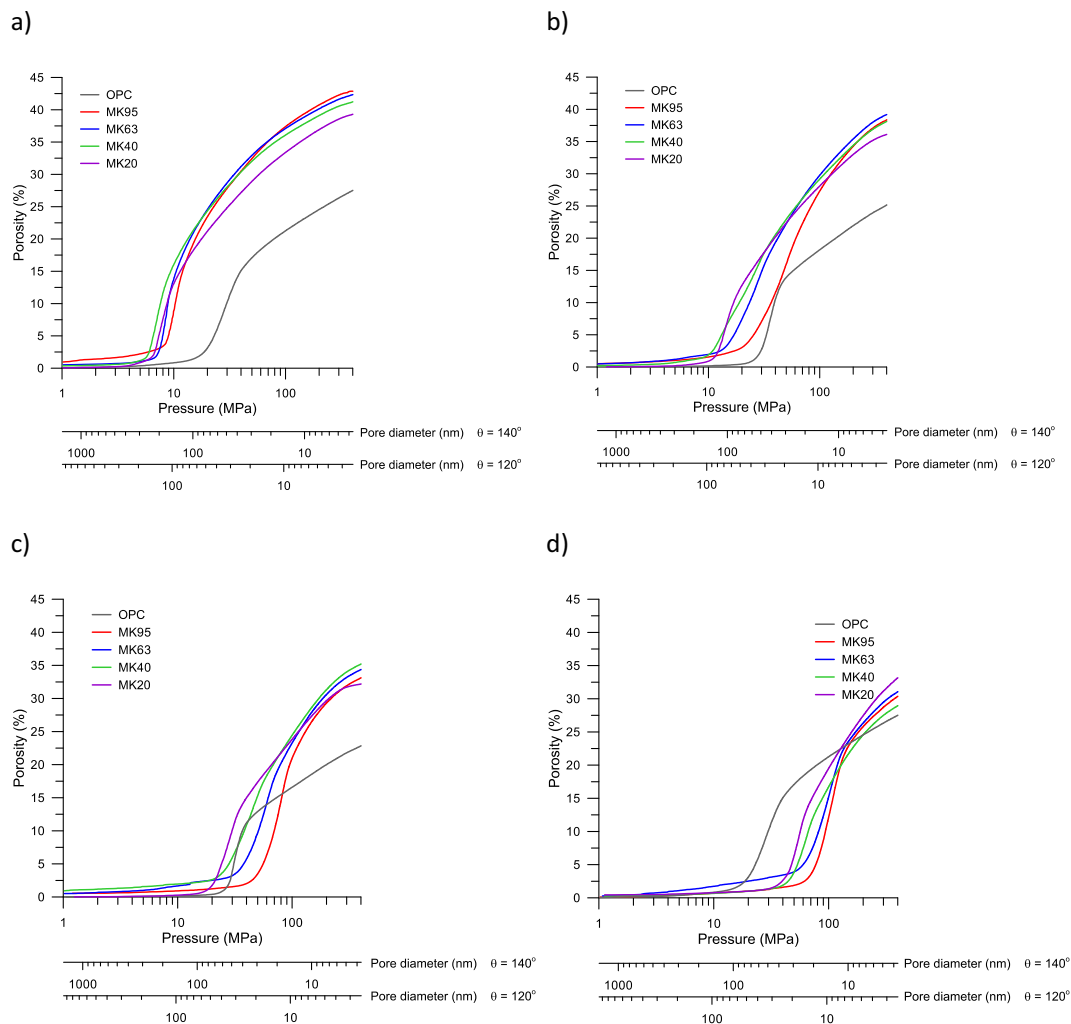 a)
45
40
35
30
25
20
15
10
5
0
Porosity (%)
OPC
MK95
MK63
MK40
MK20
1 10 100
Pressure (MPa)
1000 100 10
Pore diameter (nm) θ = 140°
Pore diameter (nm) θ = 120°
100 10
b)
45
40
35
30
25
20
15
10
5
0
Porosity (%)
OPC
MK95
MK63
MK40
MK20
1 10 100
Pressure (MPa)
1000 100 10
Pore diameter (nm) θ = 140°
Pore diameter (nm) θ = 120°
100 10
c)
45
40
35
30
25
20
15
10
5
0
Porosity (%)
OPC
MK95
MK63
MK40
MK20
1 10 100
Pressure (MPa)
Pore diameter (nm) θ = 140°
1000 100 10
Pore diameter (nm) θ = 120°
100 10
d)
45
40
35
30
25
20
15
10
5
0
Porosity (%)
OPC
MK95
MK63
MK40
MK20
1 10 100
Pressure (MPa)
Pore diameter (nm) θ = 140°
1000 100 10
Pore diameter (nm) θ = 120°
1000 100 10